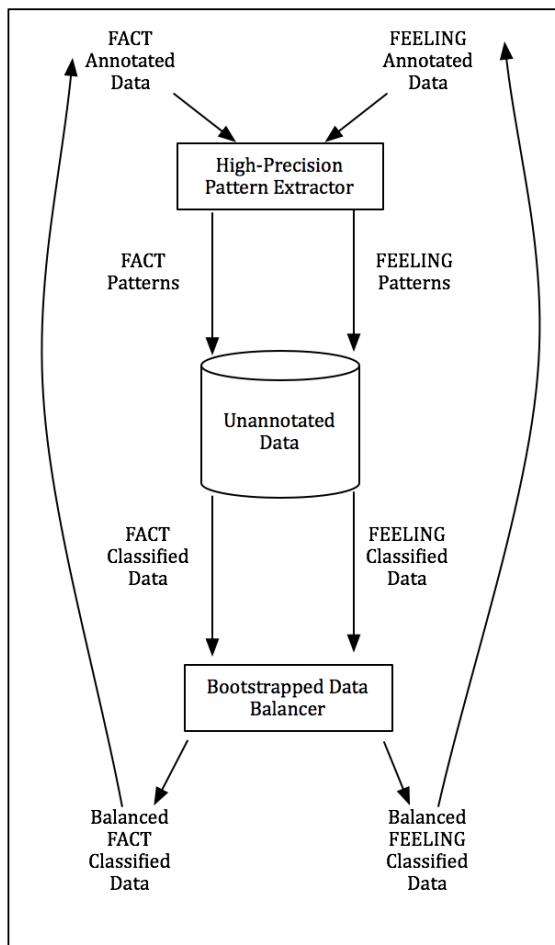 FACT
Annotated
Data
FEELING
Annotated
Data
High-Precision
Pattern Extractor
FACT
Patterns
FEELING
Patterns
Unannotated
Data
FACT
Classified
Data
FEELING
Classified
Data
Bootstrapped Data
Balancer
Balanced
FACT
Classified
Data
Balanced
FEELING
Classified
Data